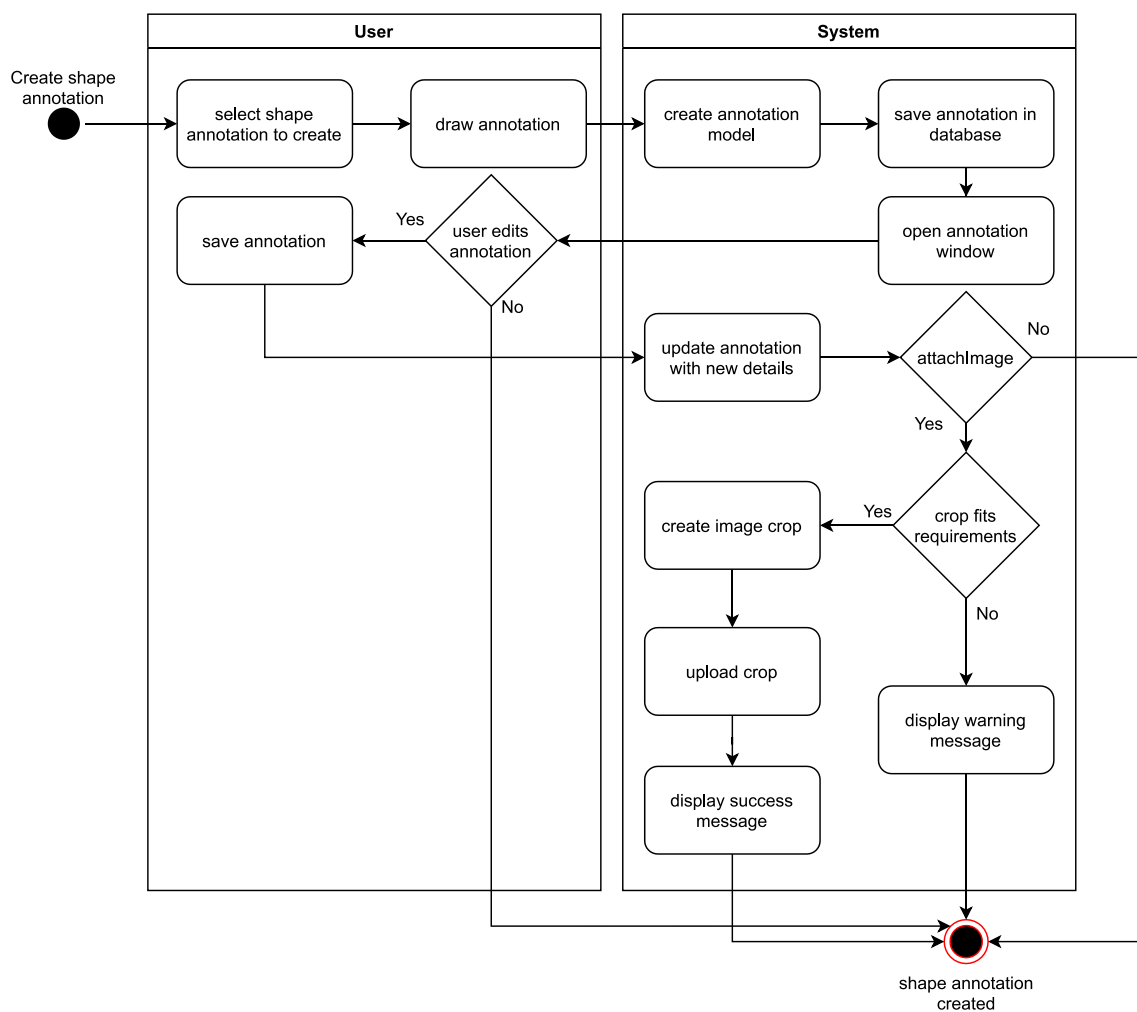 User
System
Create shape
annotation
select shape
annotation to create
draw annotation
create annotation
model
save annotation in
database
save annotation
Yes
user edits
annotation
No
open annotation
window
update annotation
with new details
attachImage
No
Yes
create image crop
Yes
crop fits
requirements
No
upload crop
display warning
message
display success
message
shape annotation
created